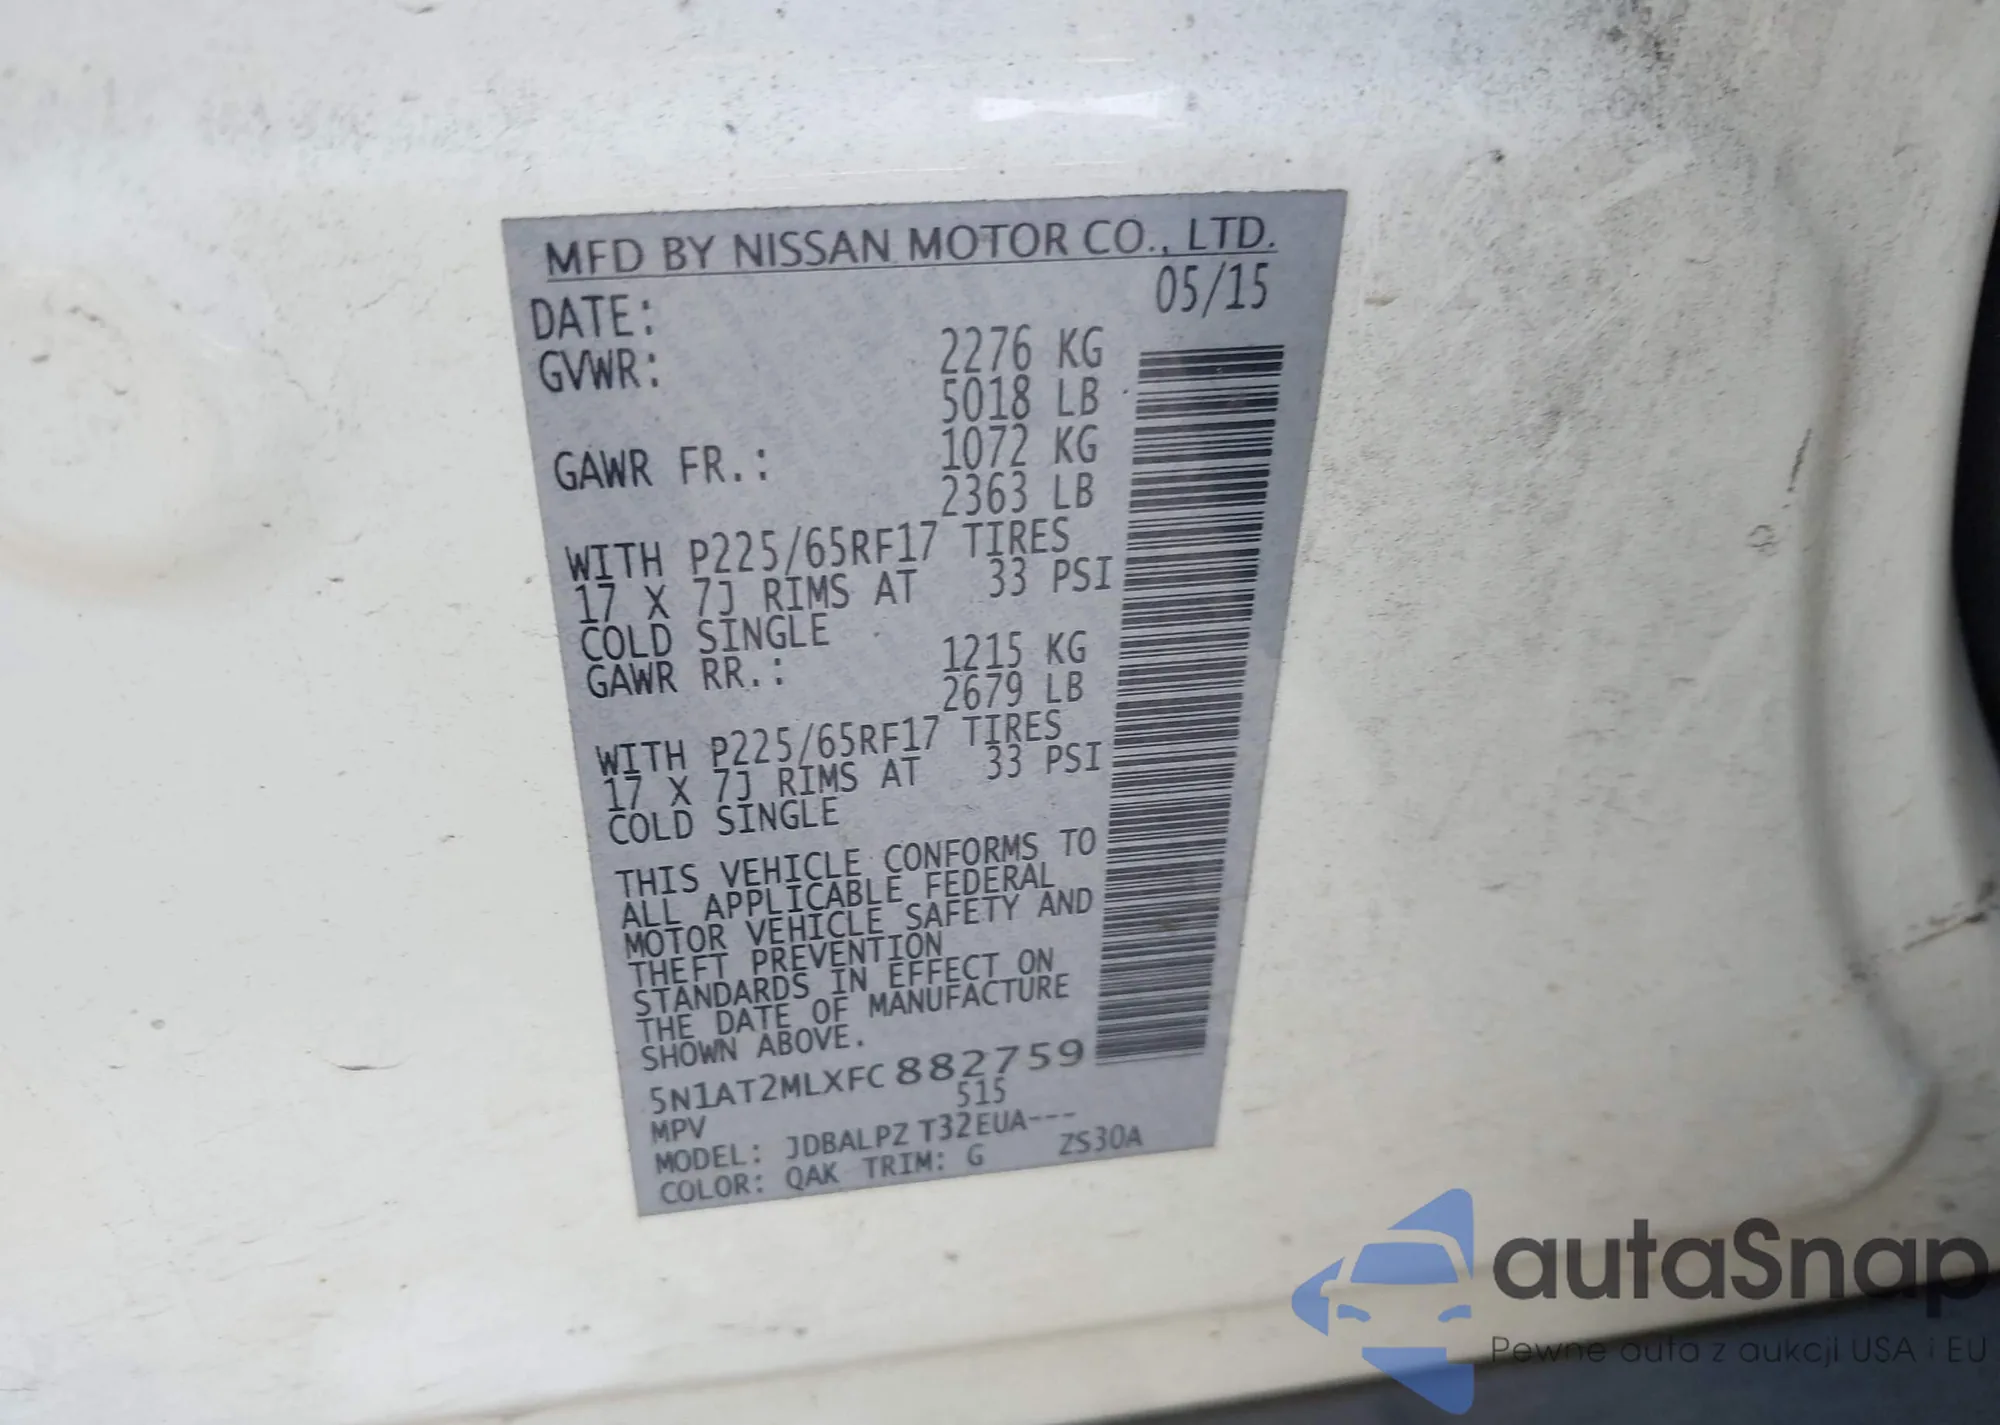 MFD BY NISSAN MOTOR CO., LTD.
DATE: 05/15
GVWR: 2276 KG
5018 LB
GAWR FR.: 1072 KG
2363 LB
WITH P225/65RF17 TIRES
17 X 7J RIMS AT 33 PSI
COLD SINGLE
GAWR RR.: 1215 KG
2679 LB
WITH P225/65RF17 TIRES
17 X 7J RIMS AT 33 PSI
COLD SINGLE
THIS VEHICLE CONFORMS TO
ALL APPLICABLE FEDERAL
MOTOR VEHICLE SAFETY AND
THEFT PREVENTION
STANDARDS IN EFFECT ON
THE DATE OF MANUFACTURE
SHOWN ABOVE.
5N1AT2MLXFC882759
MPV 515
MODEL: JDBALPZ T32EUA---
COLOR: QAK TRIM: G ZS30A
autaSnap
Pewne auta z aukcji USA i EU